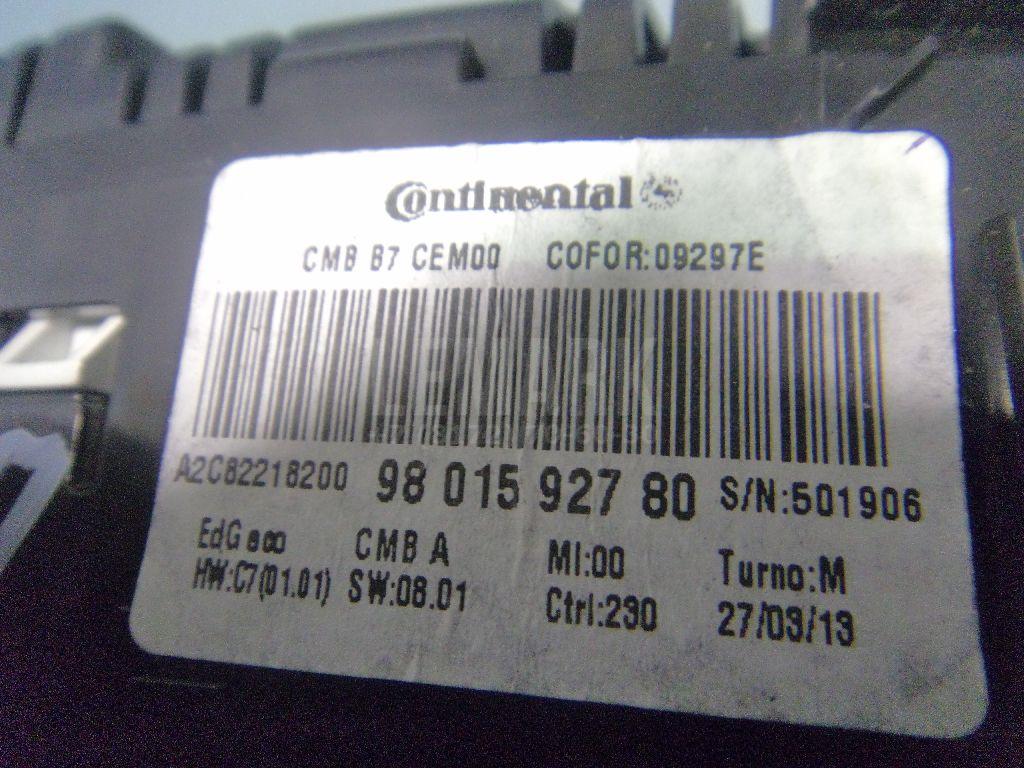 Continental
CMB B7 CEM00 COFOR:09297E
LEMARK
A2C82218200 98 015 927 80 S/N:501906
EdG eco CMB A MI:00 Turno:M
HW:C7(01.01) SW:08.01 Ctrl:230 27/03/13